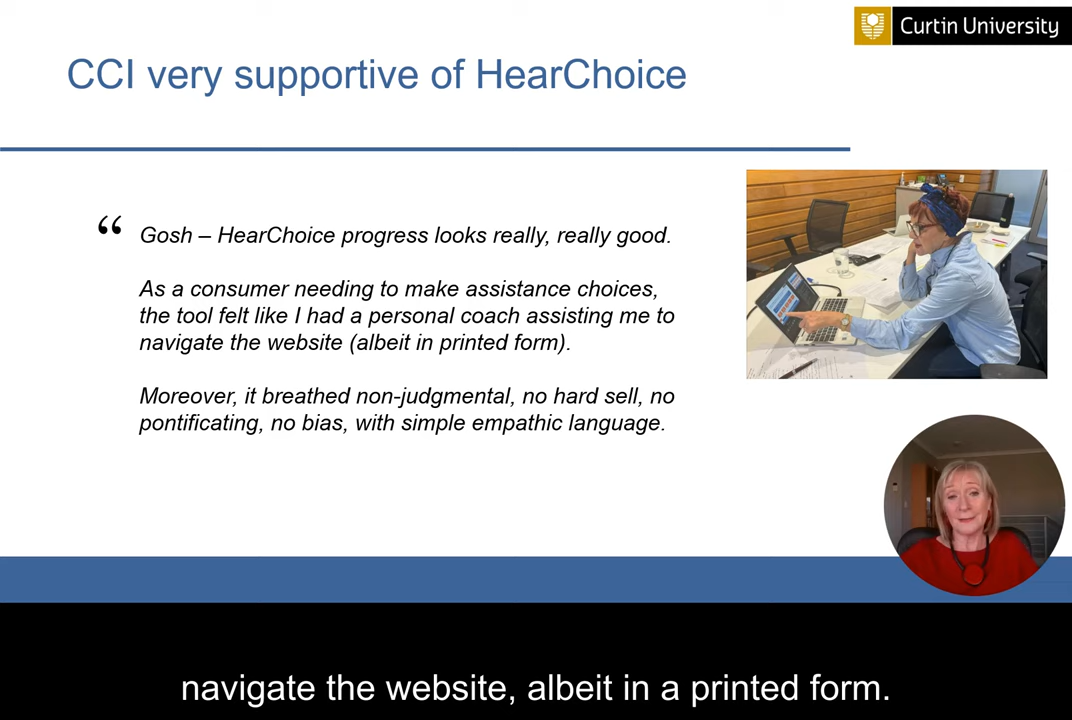 Curtin University
CCI very supportive of HearChoice
“ Gosh – HearChoice progress looks really, really good.
As a consumer needing to make assistance choices,
the tool felt like I had a personal coach assisting me to
navigate the website (albeit in printed form).
Moreover, it breathed non-judgmental, no hard sell, no
pontificating, no bias, with simple empathic language.
navigate the website, albeit in a printed form.